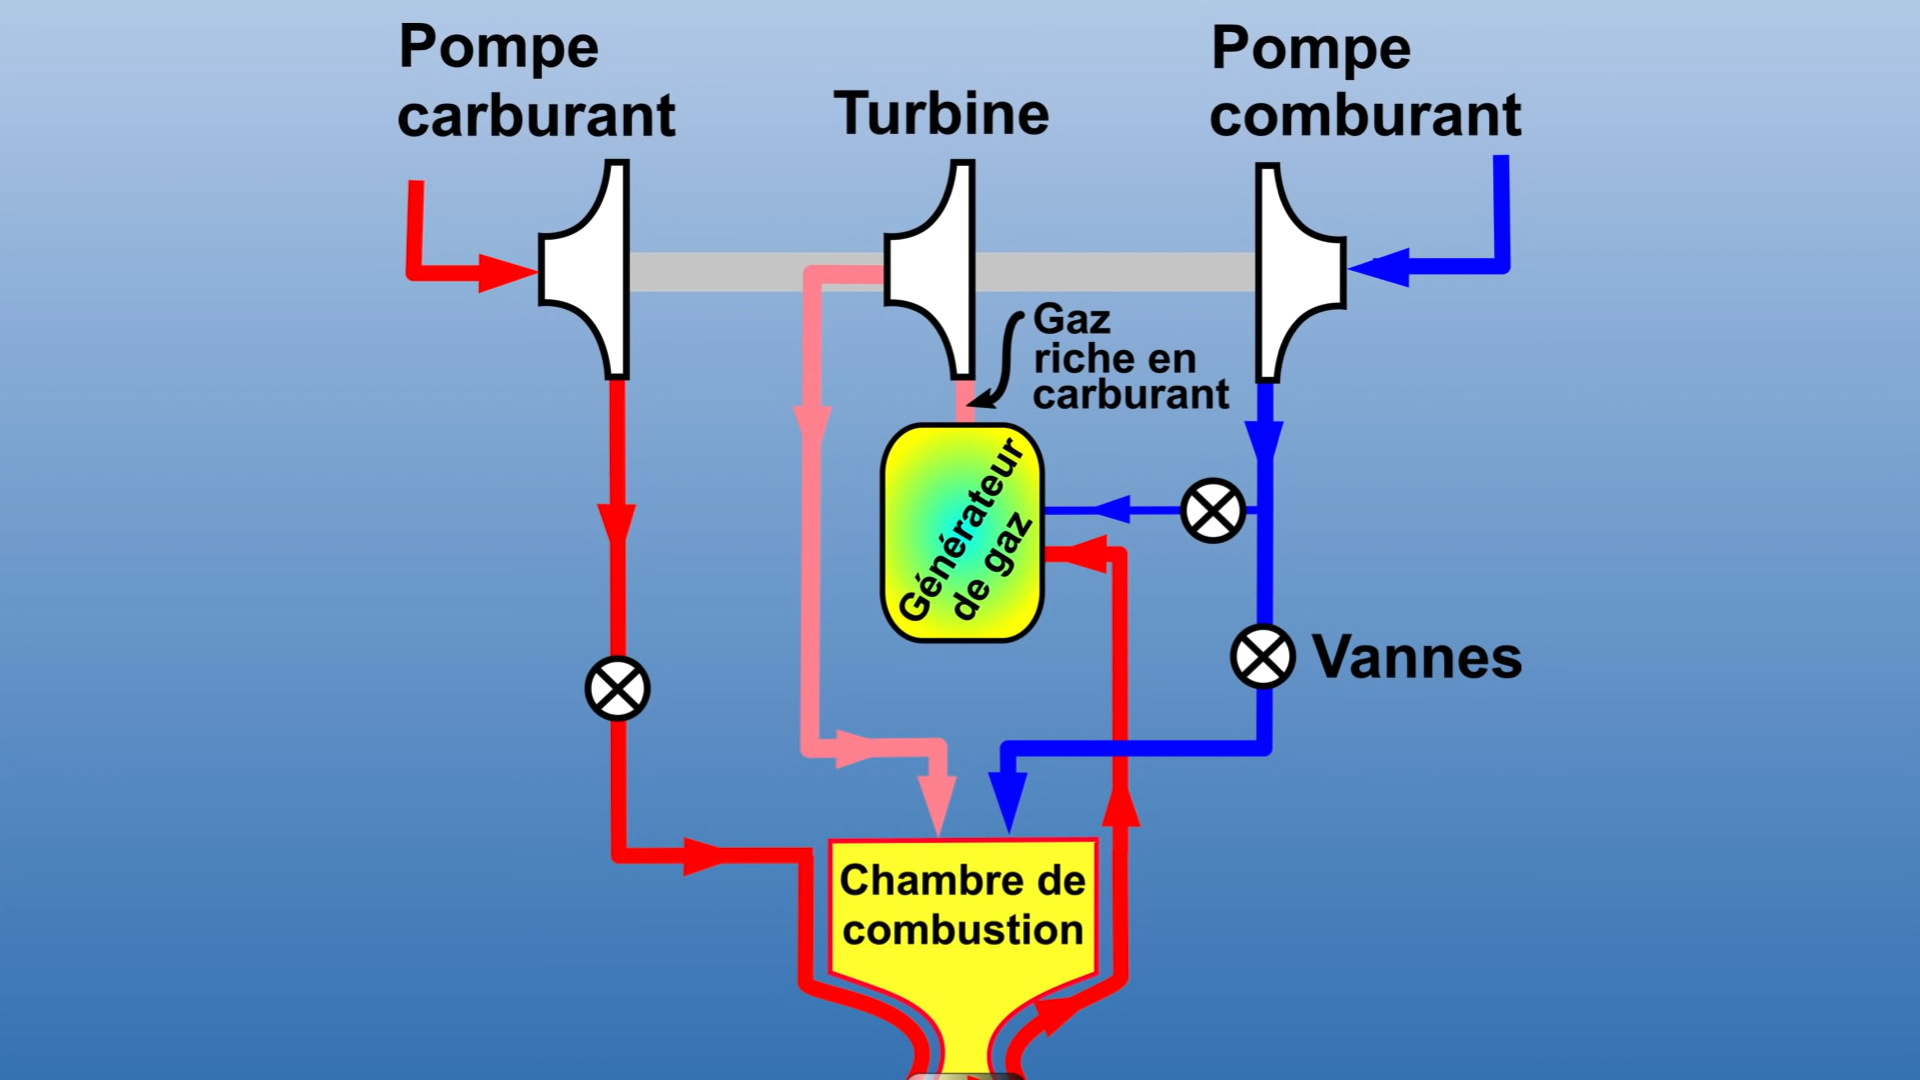 Pompe
carburant
Turbine
Pompe
comburant
Gaz
riche en
carburant
Générateur
de gaz
Vannes
Chambre de
combustion